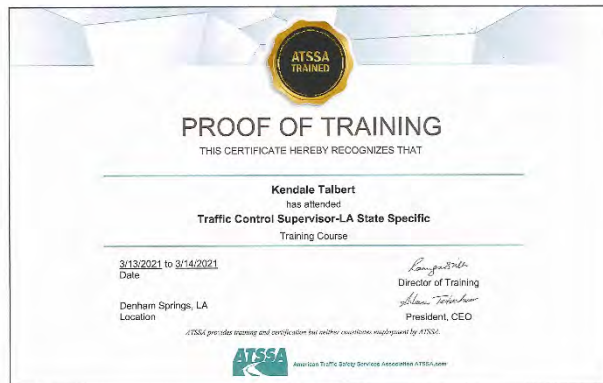 ATSSA
TRAINED
PROOF OF TRAINING
THIS CERTIFICATE HEREBY RECOGNIZES THAT
Kendale Talbert
has attended
Traffic Control Supervisor-LA State Specific
Training Course
3/13/2021 to 3/14/2021
Date
Director of Training
Denham Springs, LA
Location
President, CEO
ATSSA provides training and certification but neither constitutes employment by ATSSA.
ATSSA American Traffic Safety Services Association ATSSA.com